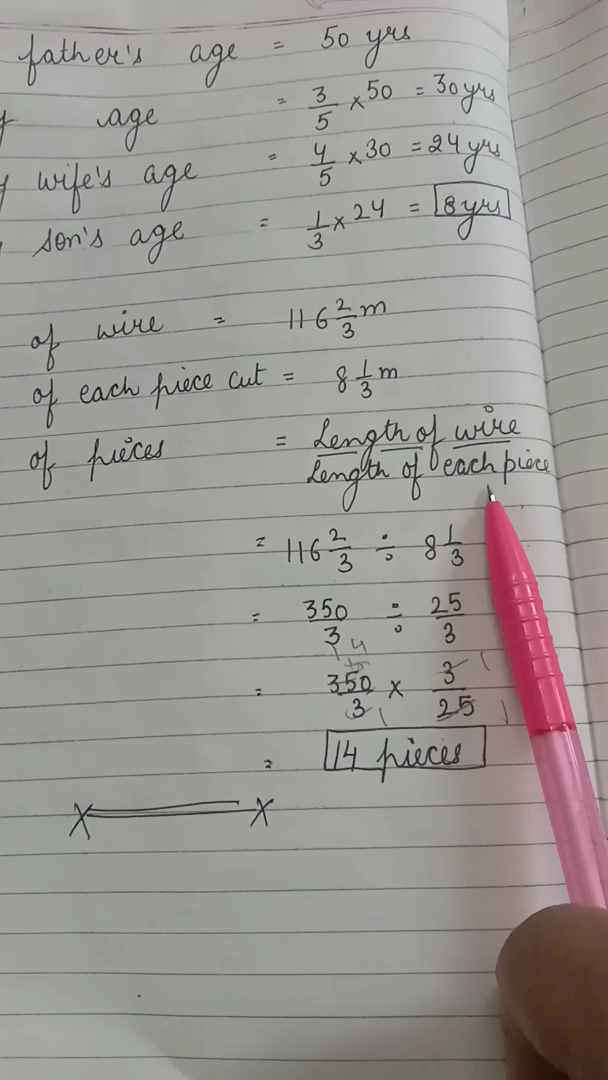 father's age = 50 yrs
age = 3/5 × 50 = 30 yrs
wife's age = 4/5 × 30 = 24 yrs
son's age = 1/3 × 24 = 8 yrs
of wire = 116 2/3 m
of each piece cut = 8 1/3 m
of pieces = Length of wire
Length of each piece
= 116 2/3 ÷ 8 1/3
= 350/3 ÷ 25/3
= 350/3 × 3/25
= 14 pieces
X X